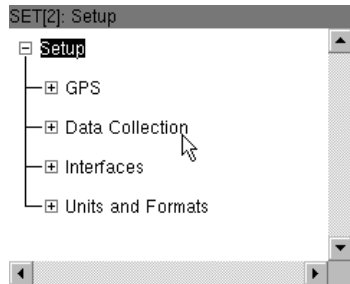 SET[2]: Setup
Setup
GPS
Data Collection
Interfaces
Units and Formats